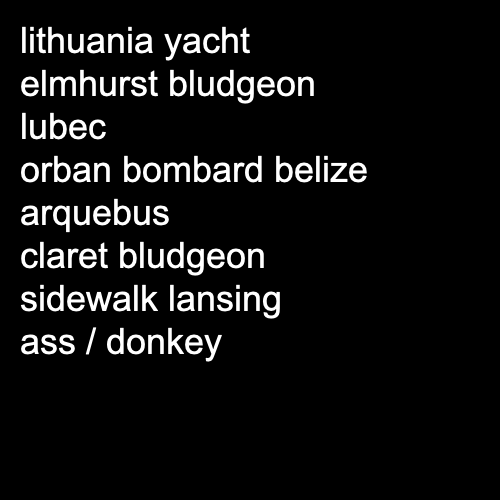 lithuania yacht
elmhurst bludgeon
lubec
orban bombard belize
arquebus
claret bludgeon
sidewalk lansing
ass / donkey